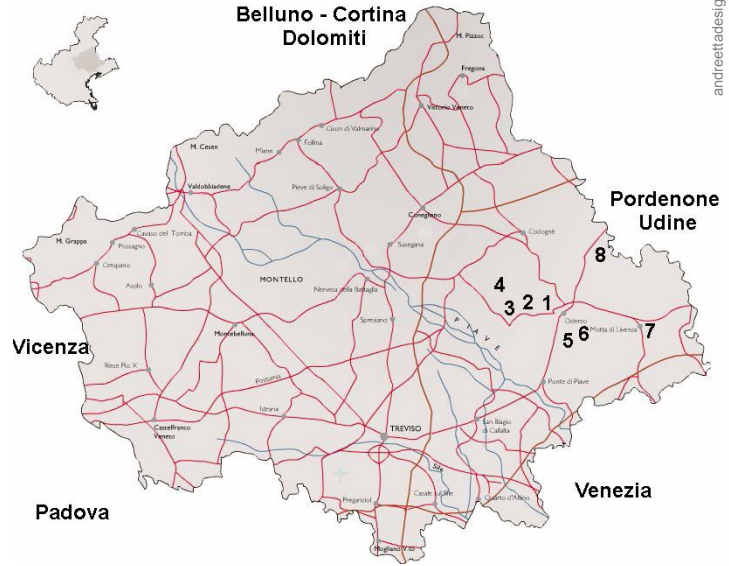 Belluno - Cortina
Dolomiti
andreettadesig
M. Pizzoc
Fregona
Vittorio Veneto
Cison di Valmarino
Follina
Miane
M. Cesen
Valdobbiadene
Pieve di Soligo
Conegliano
Pordenone
Udine
Codognè
Cavaso del Tomba
Possagno
M. Grappa
Crespano
Asolo
Susegana
MONTELLO
Nervesa della Battaglia
Spresiano
PIAVE
4
3
2
1
8
Oderzo
5
6
Motta di Livenza
7
Vicenza
Montebelluna
Riese Pio X
Postumia
Ponte di Piave
Castelfranco
Veneto
Istrana
TREVISO
San Biagio
di Callalta
Sile
Preganziol
Casale sul Sile
Quarto d'Altino
Venezia
Padova
Mogliano V.to